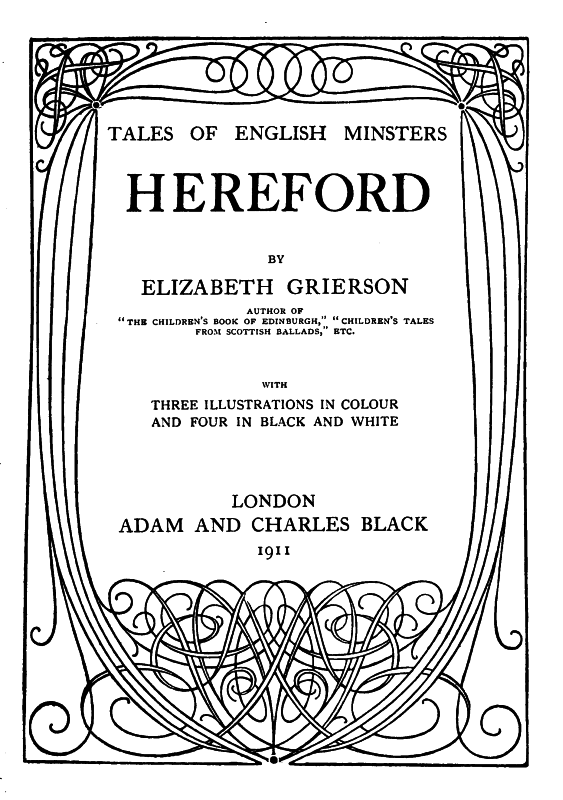 TALES OF ENGLISH MINSTERS
HEREFORD
BY
ELIZABETH GRIERSON
AUTHOR OF
"THE CHILDREN'S BOOK OF EDINBURGH," "CHILDREN'S TALES
FROM SCOTTISH BALLADS," ETC.
WITH
THREE ILLUSTRATIONS IN COLOUR
AND FOUR IN BLACK AND WHITE
LONDON
ADAM AND CHARLES BLACK
1911